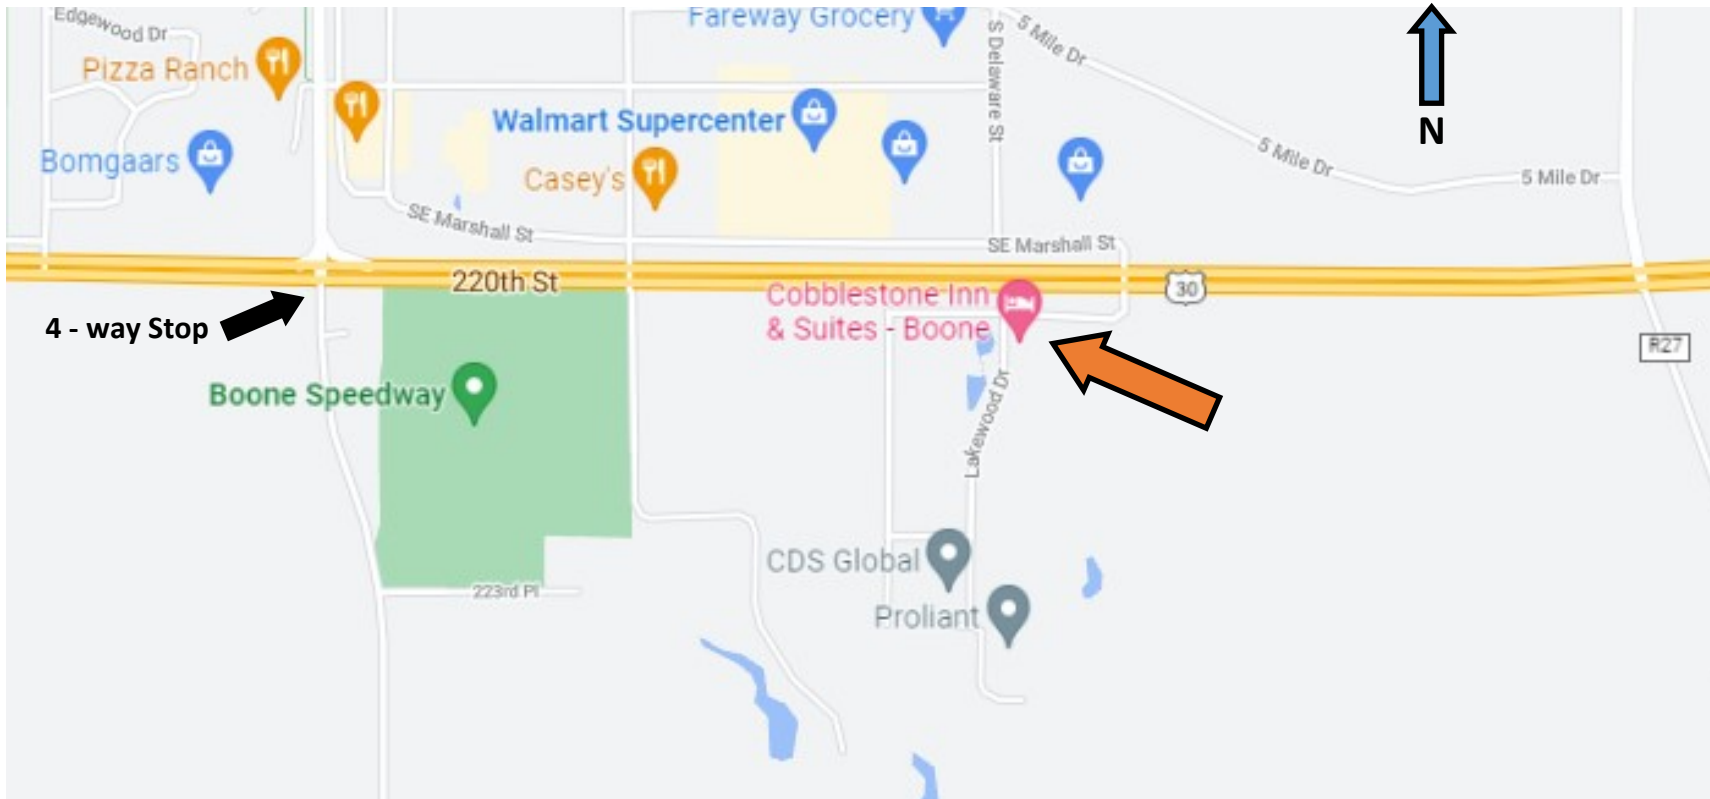 Edgewood Dr
Fareway Grocery
5 Mile Dr
S Delaware St
Pizza Ranch
N
Walmart Supercenter
Bomgaars
Casey's
5 Mile Dr
5 Mile Dr
SE Marshall St
SE Marshall St
220th St
30
Cobblestone Inn
& Suites - Boone
4 - way Stop
R27
Boone Speedway
Lakewood Dr
CDS Global
223rd Pl
Proliant